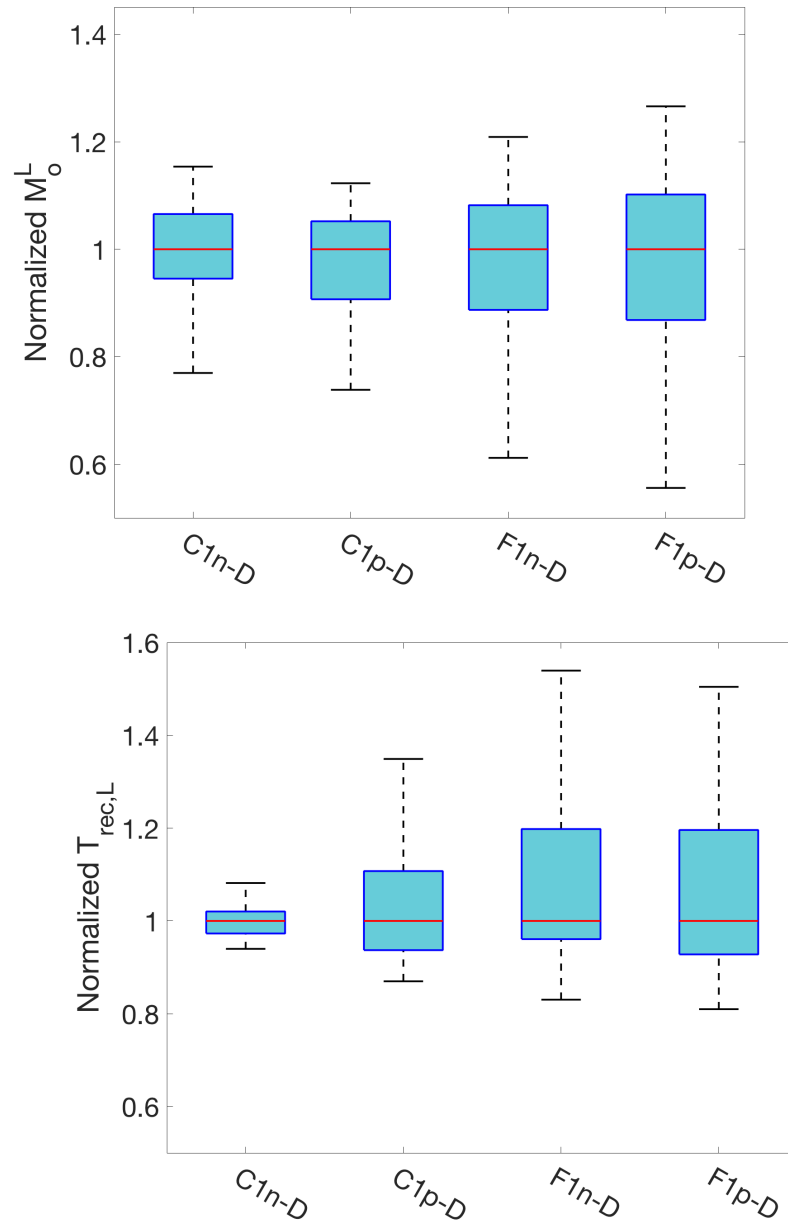 1.4
1.2
1
0.8
0.6
Normalized M_o^L
C1n-D
C1p-D
F1n-D
F1p-D
1.6
1.4
1.2
1
0.8
0.6
Normalized T_rec,L
C1n-D
C1p-D
F1n-D
F1p-D